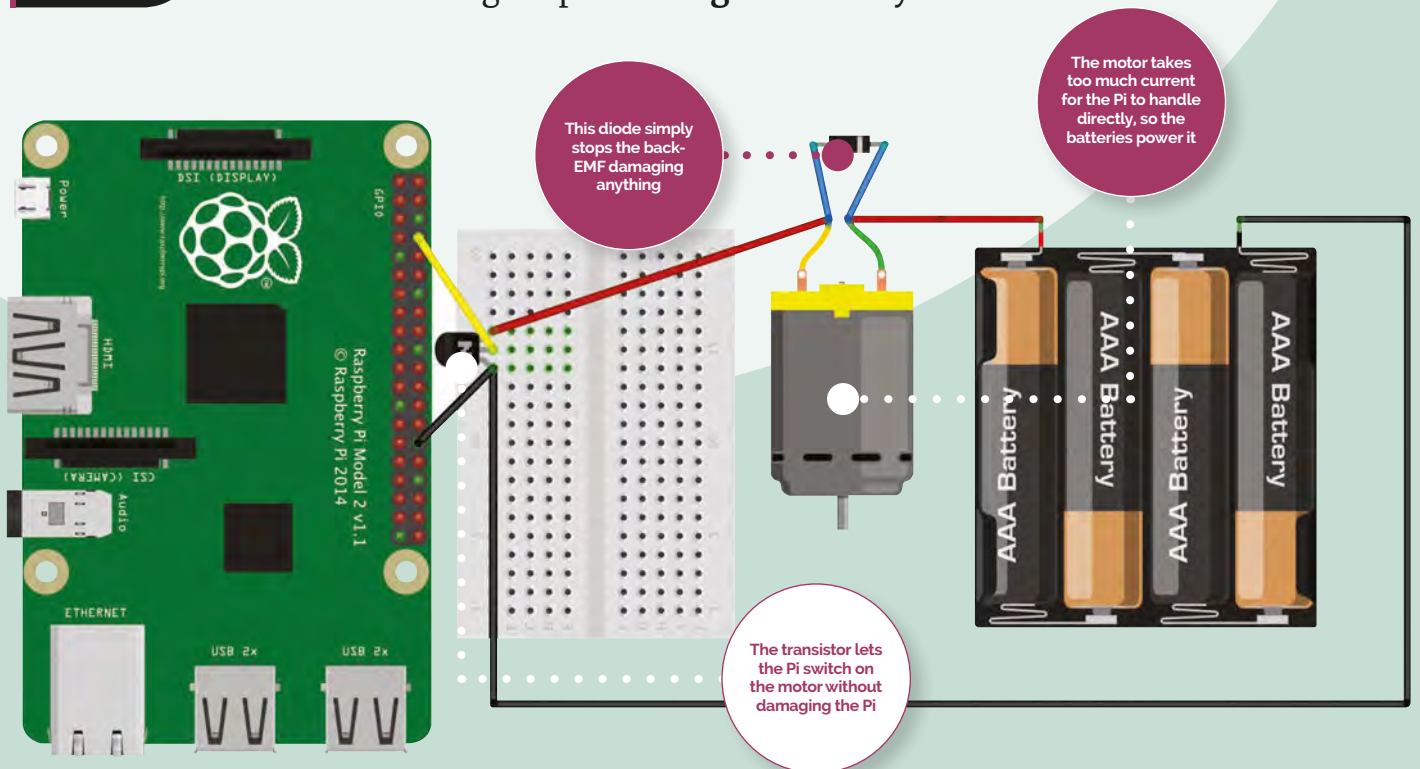 The motor takes
too much current
for the Pi to handle
directly, so the
batteries power it
This diode simply
stops the back-
EMF damaging
anything
DSI (DISPLAY)
Power
GPIO
HDMI
Raspberry Pi Model 2 v1.1
© Raspberry Pi 2014
CSI (CAMERA)
Audio
ETHERNET
USB 2x
USB 2x
AAA Battery
AAA Battery
AAA Battery
AAA Battery
The transistor lets
the Pi switch on
the motor without
damaging the Pi